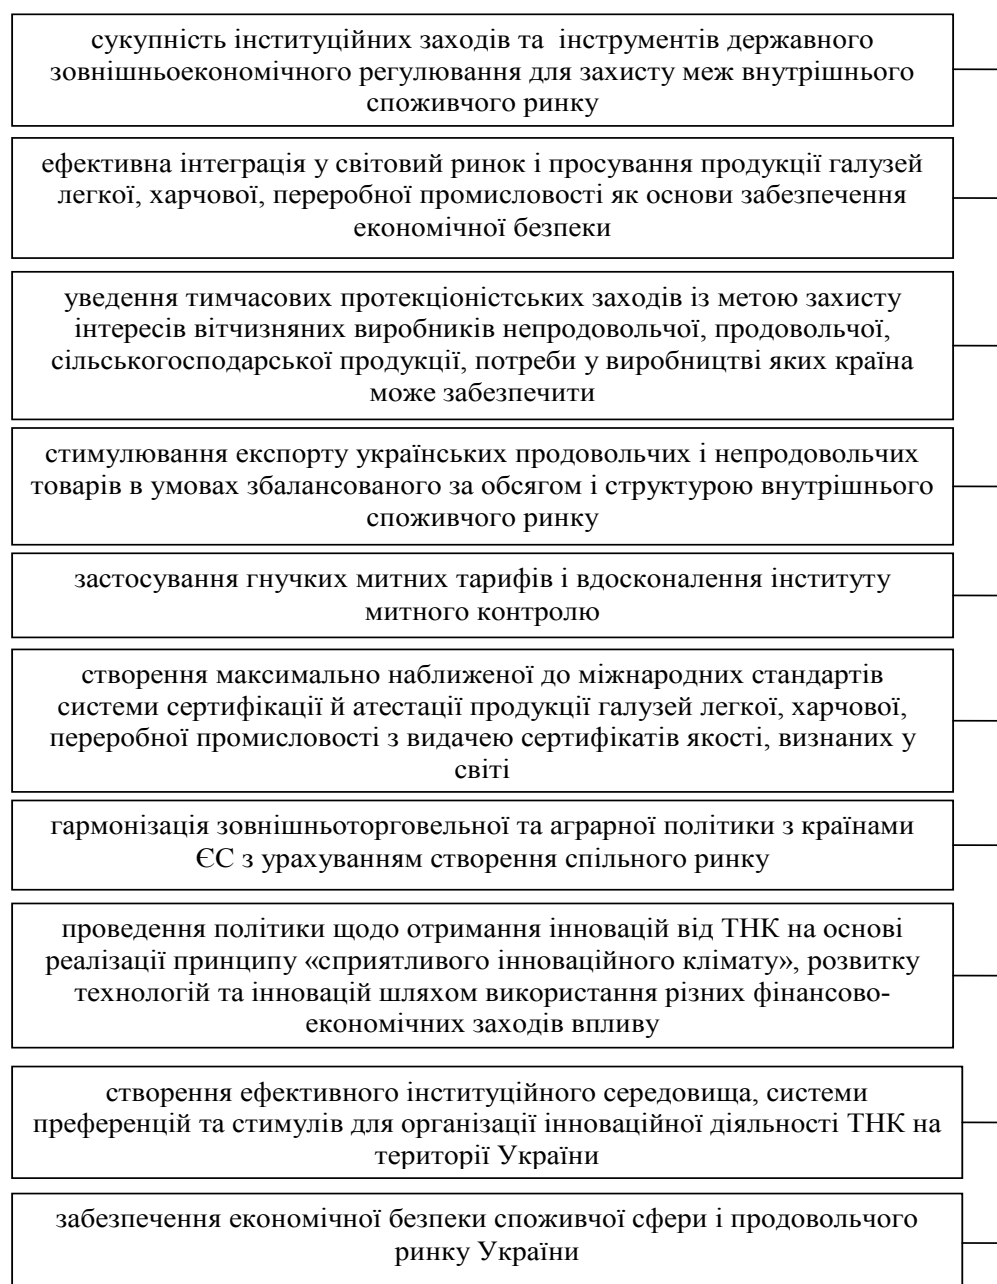 сукупність інституційних заходів та інструментів державного
зовнішньоекономічного регулювання для захисту меж внутрішнього
споживчого ринку
ефективна інтеграція у світовий ринок і просування продукції галузей
легкої, харчової, переробної промисловості як основи забезпечення
економічної безпеки
уведення тимчасових протекціоністських заходів із метою захисту
інтересів вітчизняних виробників непродовольчої, продовольчої,
сільськогосподарської продукції, потреби у виробництві яких країна
може забезпечити
стимулювання експорту українських продовольчих і непродовольчих
товарів в умовах збалансованого за обсягом і структурою внутрішнього
споживчого ринку
застосування гнучких митних тарифів і вдосконалення інституту
митного контролю
створення максимально наближеної до міжнародних стандартів
системи сертифікації й атестації продукції галузей легкої, харчової,
переробної промисловості з видачею сертифікатів якості, визнаних у
світі
гармонізація зовнішньоторговельної та аграрної політики з країнами
ЄС з урахуванням створення спільного ринку
проведення політики щодо отримання інновацій від ТНК на основі
реалізації принципу «сприятливого інноваційного клімату», розвитку
технологій та інновацій шляхом використання різних фінансово-
економічних заходів впливу
створення ефективного інституційного середовища, системи
преференцій та стимулів для організації інноваційної діяльності ТНК на
території України
забезпечення економічної безпеки споживчої сфери і продовольчого
ринку України